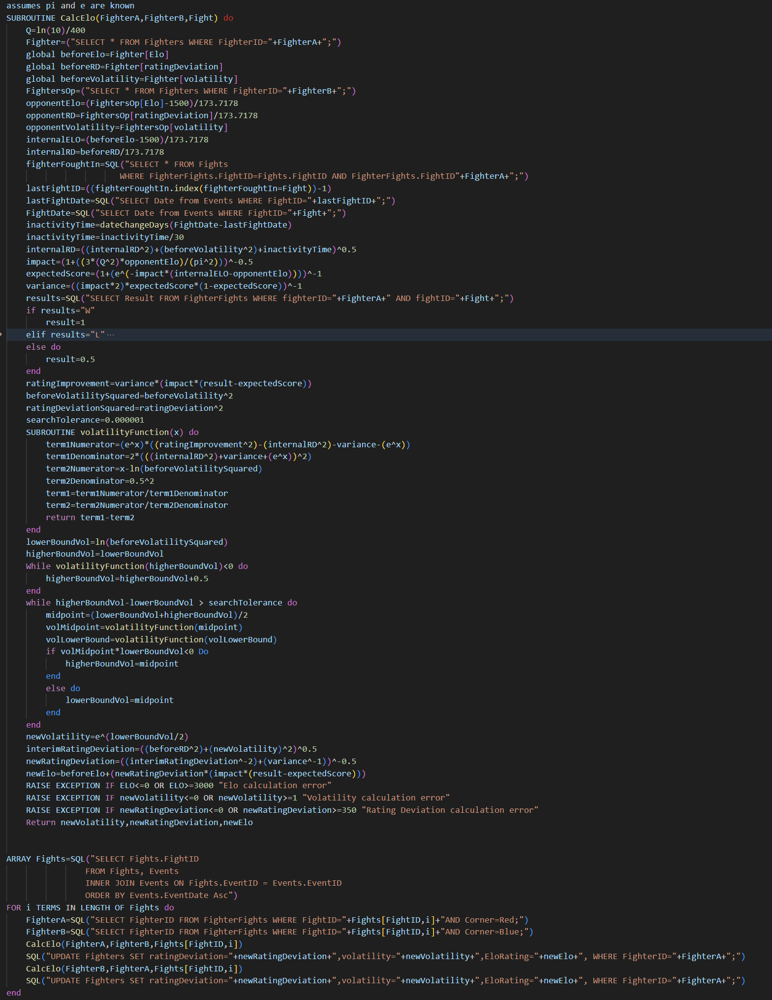 assumes pi and e are known
SUBROUTINE CalcElo(FighterA,FighterB,Fight) do
Q=ln(10)/400
Fighter=("SELECT * FROM Fighters WHERE FighterID="+FighterA+";")
global beforeElo=Fighter[Elo]
global beforeRD=Fighter[ratingDeviation]
global beforeVolatility=Fighter[volatility]
FightersOp=("SELECT * FROM Fighters WHERE FighterID="+FighterB+";")
opponentElo=(FightersOp[Elo]-1500)/173.7178
opponentRD=FightersOp[ratingDeviation]/173.7178
opponentVolatility=FightersOp[volatility]
internalELO=(beforeElo-1500)/173.7178
internalRD=beforeRD/173.7178
fighterFoughtIn=SQL("SELECT * FROM Fights
WHERE FighterFights.FightID=Fights.FightID AND FighterFights.FightID"+FighterA+";")
lastFightID=((fighterFoughtIn.index(fighterFoughtIn=Fight))-1)
lastFightDate=SQL("SELECT Date from Events WHERE FightID="+lastFightID+";")
FightDate=SQL("SELECT Date from Events WHERE FightID="+Fight+";")
inactivityTime=dateChangeDays(FightDate-lastFightDate)
inactivityTime=inactivityTime/30
internalRD=((internalRD^2)+(beforeVolatility^2)+inactivityTime)^0.5
impact=(1+((3*(Q^2)*opponentElo)/(pi^2)))^-0.5
expectedScore=(1+(e^(-impact*(internalELO-opponentElo))))^-1
variance=((impact*2)*expectedScore*(1-expectedScore))^-1
results=SQL("SELECT Result FROM FighterFights WHERE fighterID="+FighterA+" AND fightID="+Fight+";")
if results="W"
result=1
elif results="L" ···
else do
result=0.5
end
ratingImprovement=variance*(impact*(result-expectedScore))
beforeVolatilitySquared=beforeVolatility^2
ratingDeviationSquared=ratingDeviation^2
searchTolerance=0.000001
SUBROUTINE volatilityFunction(x) do
term1Numerator=(e^x)*((ratingImprovement^2)-(internalRD^2)-variance-(e^x))
term1Denominator=2*(((internalRD^2)+variance+(e^x))^2)
term2Numerator=x-ln(beforeVolatilitySquared)
term2Denominator=0.5^2
term1=term1Numerator/term1Denominator
term2=term2Numerator/term2Denominator
return term1-term2
end
lowerBoundVol=ln(beforeVolatilitySquared)
higherBoundVol=lowerBoundVol
While volatilityFunction(higherBoundVol)<0 do
higherBoundVol=higherBoundVol+0.5
end
while higherBoundVol-lowerBoundVol > searchTolerance do
midpoint=(lowerBoundVol+higherBoundVol)/2
volMidpoint=volatilityFunction(midpoint)
volLowerBound=volatilityFunction(volLowerBound)
if volMidpoint*lowerBoundVol<0 Do
higherBoundVol=midpoint
end
else do
lowerBoundVol=midpoint
end
end
newVolatility=e^(lowerBoundVol/2)
interimRatingDeviation=((beforeRD^2)+(newVolatility)^2)^0.5
newRatingDeviation=((interimRatingDeviation^-2)+(variance^-1))^-0.5
newElo=beforeElo+(newRatingDeviation*(impact*(result-expectedScore)))
RAISE EXCEPTION IF ELO<=0 OR ELO>=3000 "Elo calculation error"
RAISE EXCEPTION IF newVolatility<=0 OR newVolatility>=1 "Volatility calculation error"
RAISE EXCEPTION IF newRatingDeviation<=0 OR newRatingDeviation>=350 "Rating Deviation calculation error"
Return newVolatility,newRatingDeviation,newElo
ARRAY Fights=SQL("SELECT Fights.FightID
FROM Fights, Events
INNER JOIN Events ON Fights.EventID = Events.EventID
ORDER BY Events.EventDate Asc")
FOR i TERMS IN LENGTH OF Fights do
FighterA=SQL("SELECT FighterID FROM FighterFights WHERE FightID="+Fights[FightID,i]+"AND Corner=Red;")
FighterB=SQL("SELECT FighterID FROM FighterFights WHERE FightID="+Fights[FightID,i]+"AND Corner=Blue;")
CalcElo(FighterA,FighterB,Fights[FightID,i])
SQL("UPDATE Fighters SET ratingDeviation="+newRatingDeviation+",volatility="+newVolatility+",EloRating="+newElo+", WHERE FighterID="+FighterA+";")
CalcElo(FighterB,FighterA,Fights[FightID,i])
SQL("UPDATE Fighters SET ratingDeviation="+newRatingDeviation+",volatility="+newVolatility+",EloRating="+newElo+", WHERE FighterID="+FighterA+";")
end